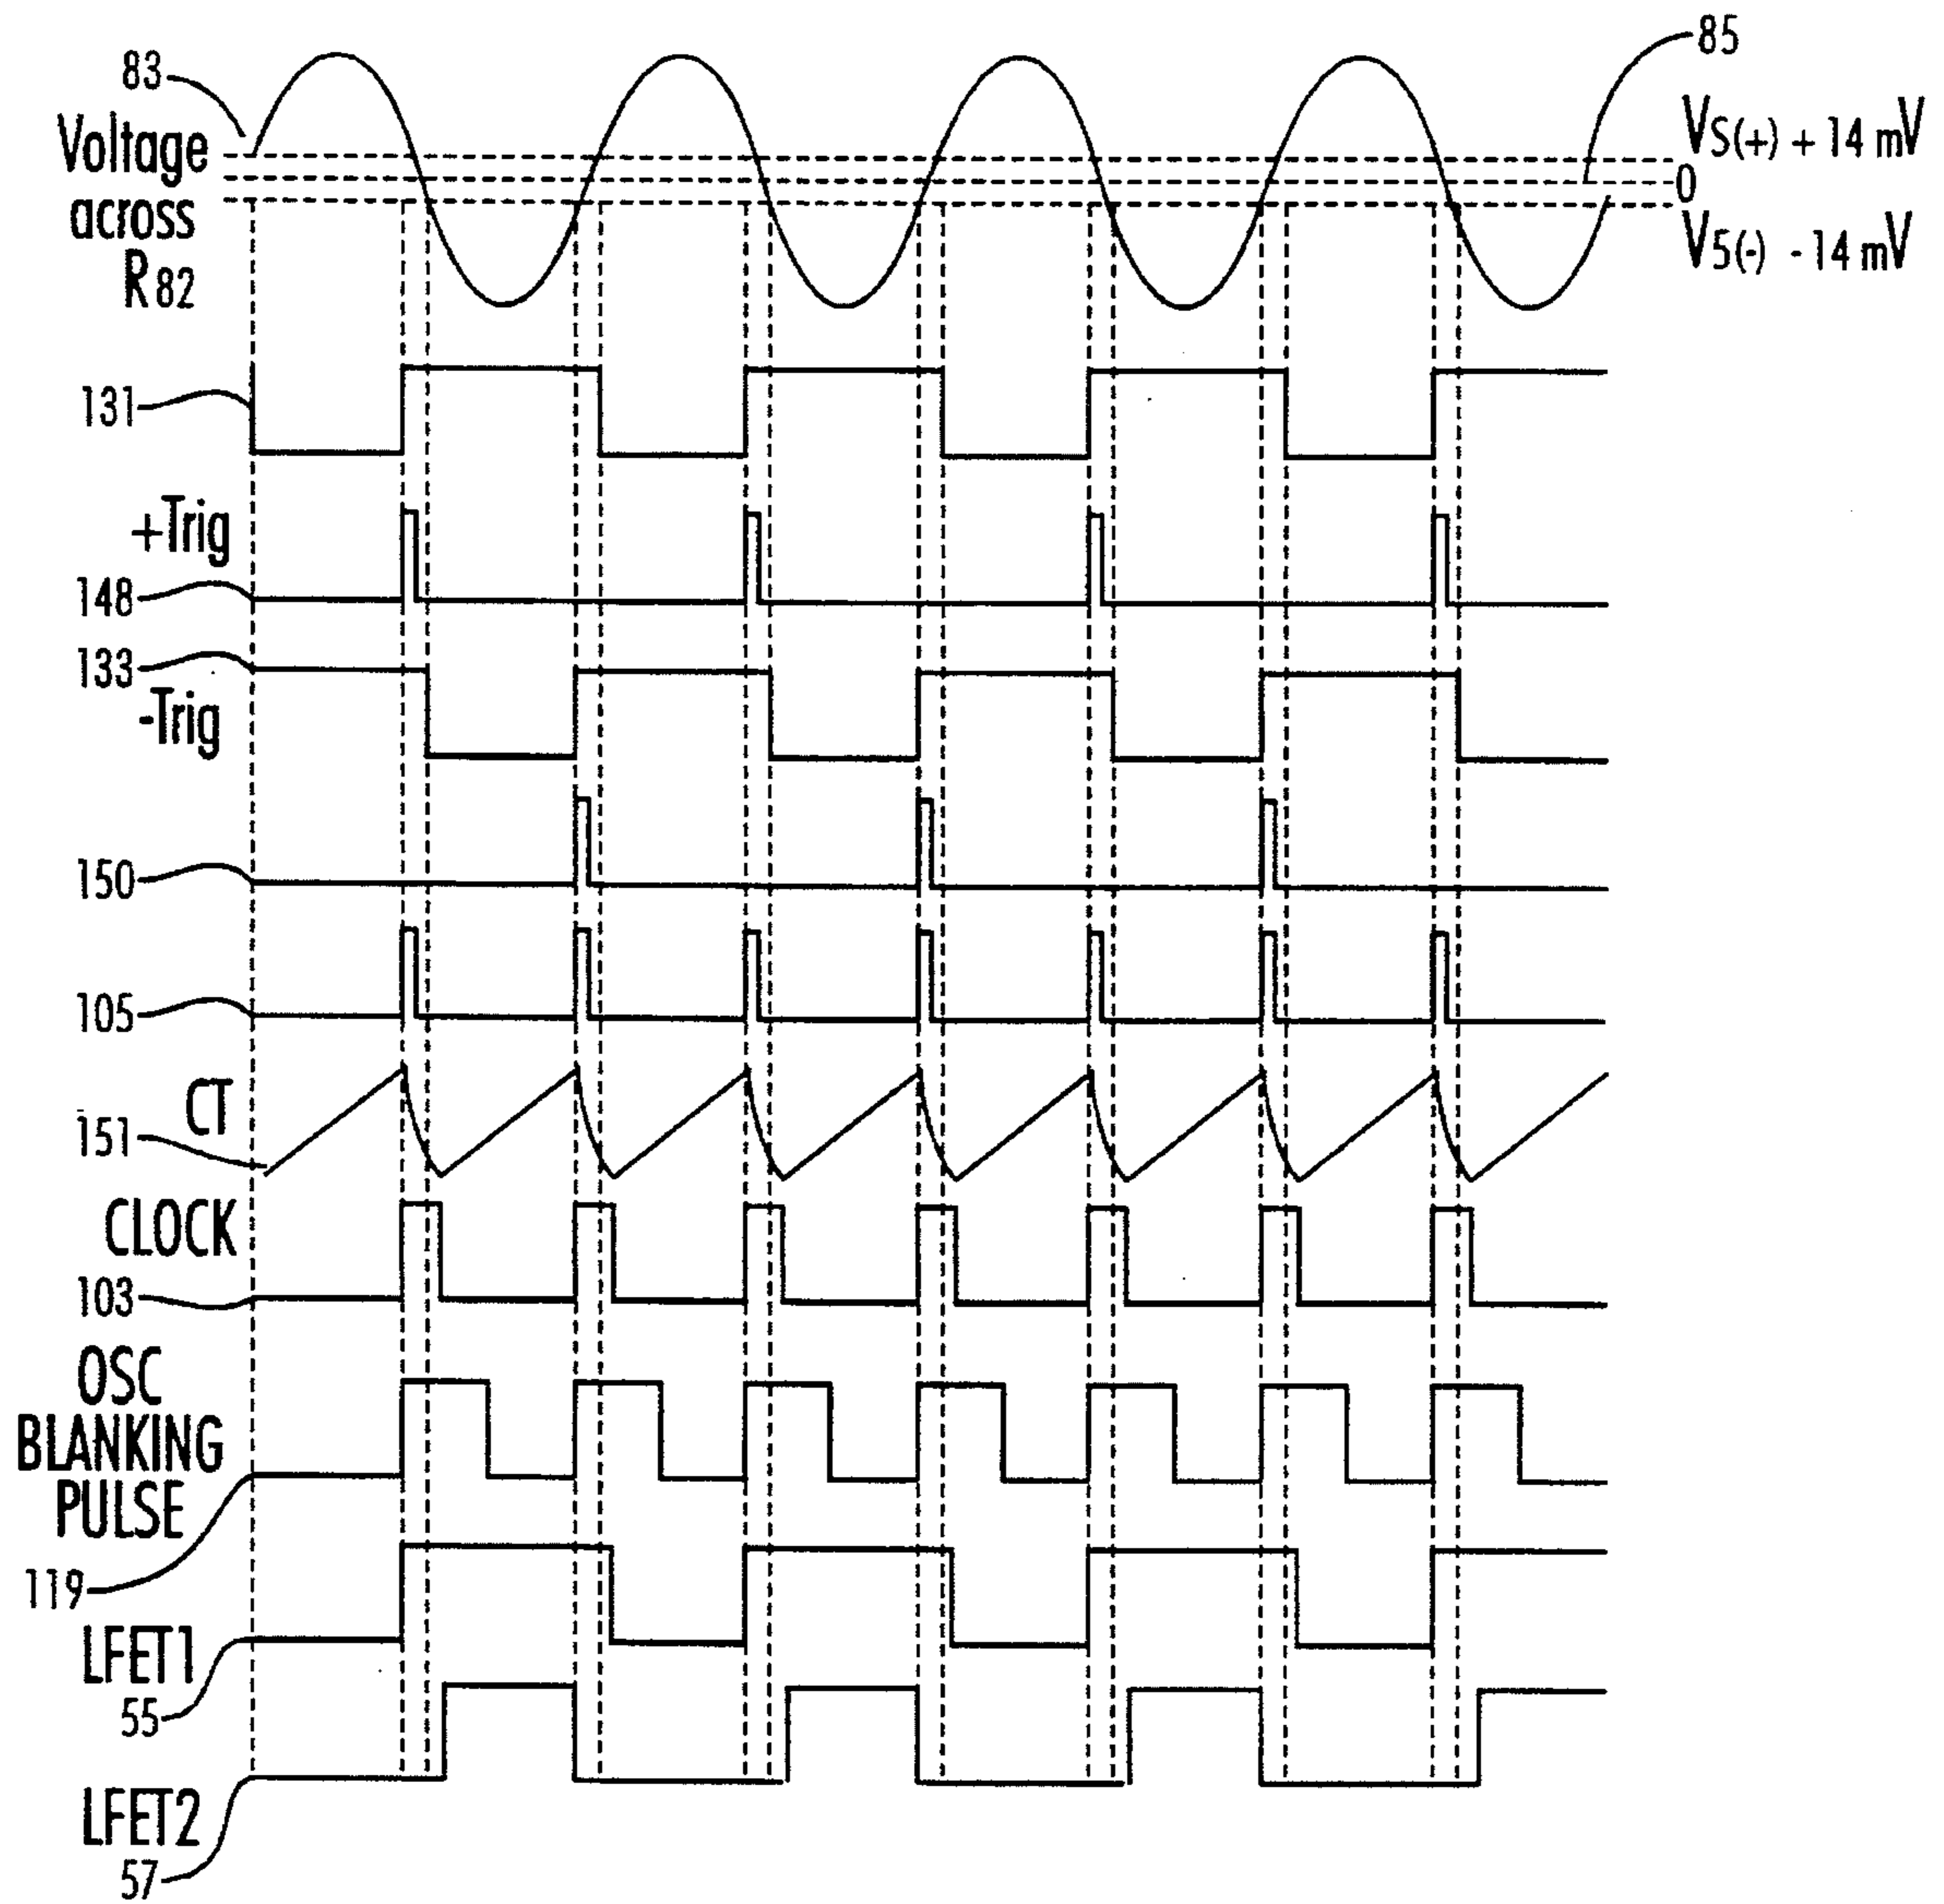 83
85
Voltage
across
R82
VS(+) + 14 mV
0
V5(-) - 14 mV
131
+Trig
148
133
-Trig
150
105
CT
151
CLOCK
103
OSC
BLANKING
PULSE
119
LFET1
55
LFET2
57